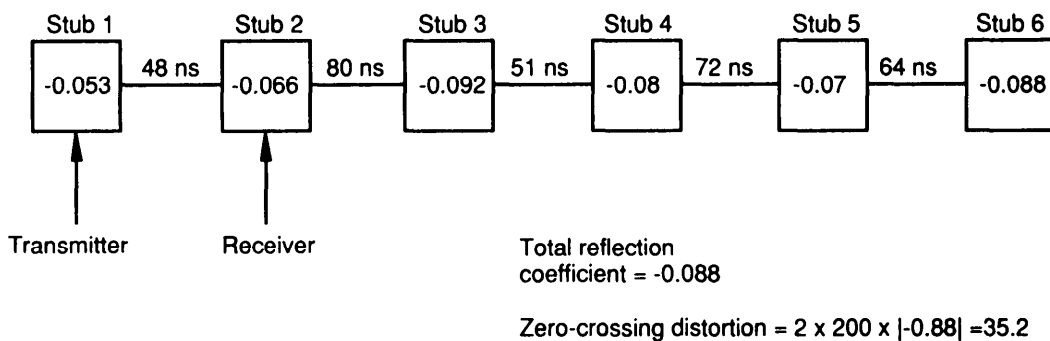 Stub 1
Stub 2
Stub 3
Stub 4
Stub 5
Stub 6
-0.053
48 ns
-0.066
80 ns
-0.092
51 ns
-0.08
72 ns
-0.07
64 ns
-0.088
Transmitter
Receiver
Total reflection
coefficient = -0.088
Zero-crossing distortion = 2 x 200 x |-0.88| =35.2